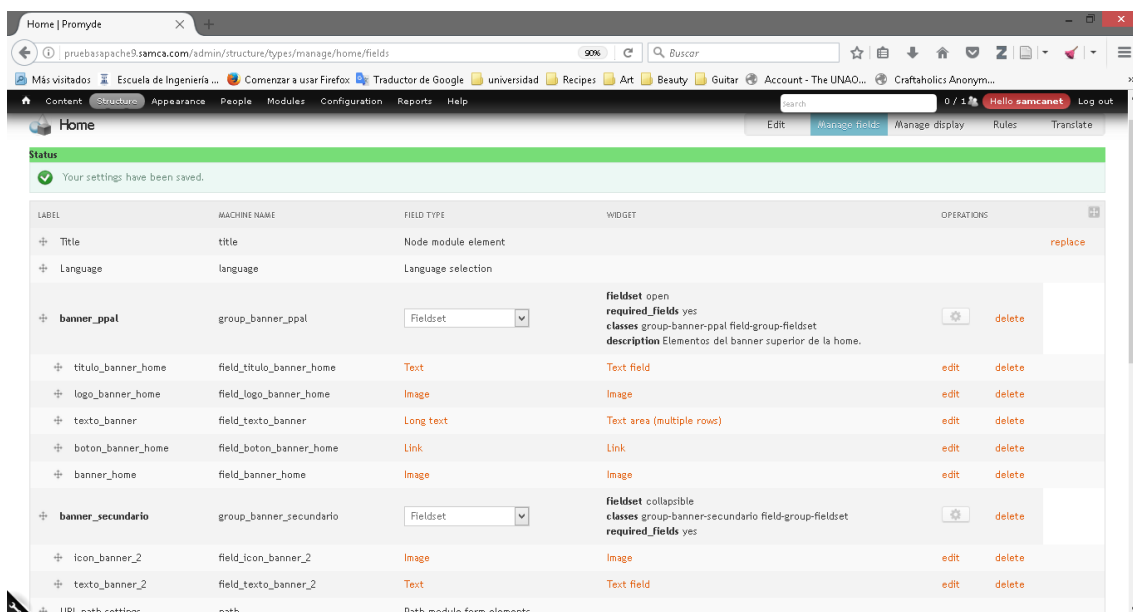 Home | Promyde
pruebasapache9.samca.com/admin/structure/types/manage/home/fields 90% Buscar
Más visitados Escuela de Ingeniería ... Comenzar a usar Firefox Traductor de Google universidad Recipes Art Beauty Guitar Account - The UNAO... Craftaholics Anonym...
Content Structure Appearance People Modules Configuration Reports Help Search 0 / 1 Hello samcanet Log out
Home Edit Manage fields Manage display Rules Translate
Status
Your settings have been saved.
LABEL MACHINE NAME FIELD TYPE WIDGET OPERATIONS
Title title Node module element replace
Language language Language selection
fieldset open
required_fields yes
banner_ppal group_banner_ppal Fieldset delete
classes group-banner-ppal field-group-fieldset
description Elementos del banner superior de la home.
titulo_banner_home field_titulo_banner_home Text Text field edit delete
logo_banner_home field_logo_banner_home Image Image edit delete
texto_banner field_texto_banner Long text Text area (multiple rows) edit delete
boton_banner_home field_boton_banner_home Link Link edit delete
banner_home field_banner_home Image Image edit delete
fieldset collapsible
banner_secundario group_banner_secundario Fieldset classes group-banner-secundario field-group-fieldset delete
required_fields yes
icon_banner_2 field_icon_banner_2 Image Image edit delete
texto_banner_2 field_texto_banner_2 Text Text field edit delete
URL path settings path Path module form elements